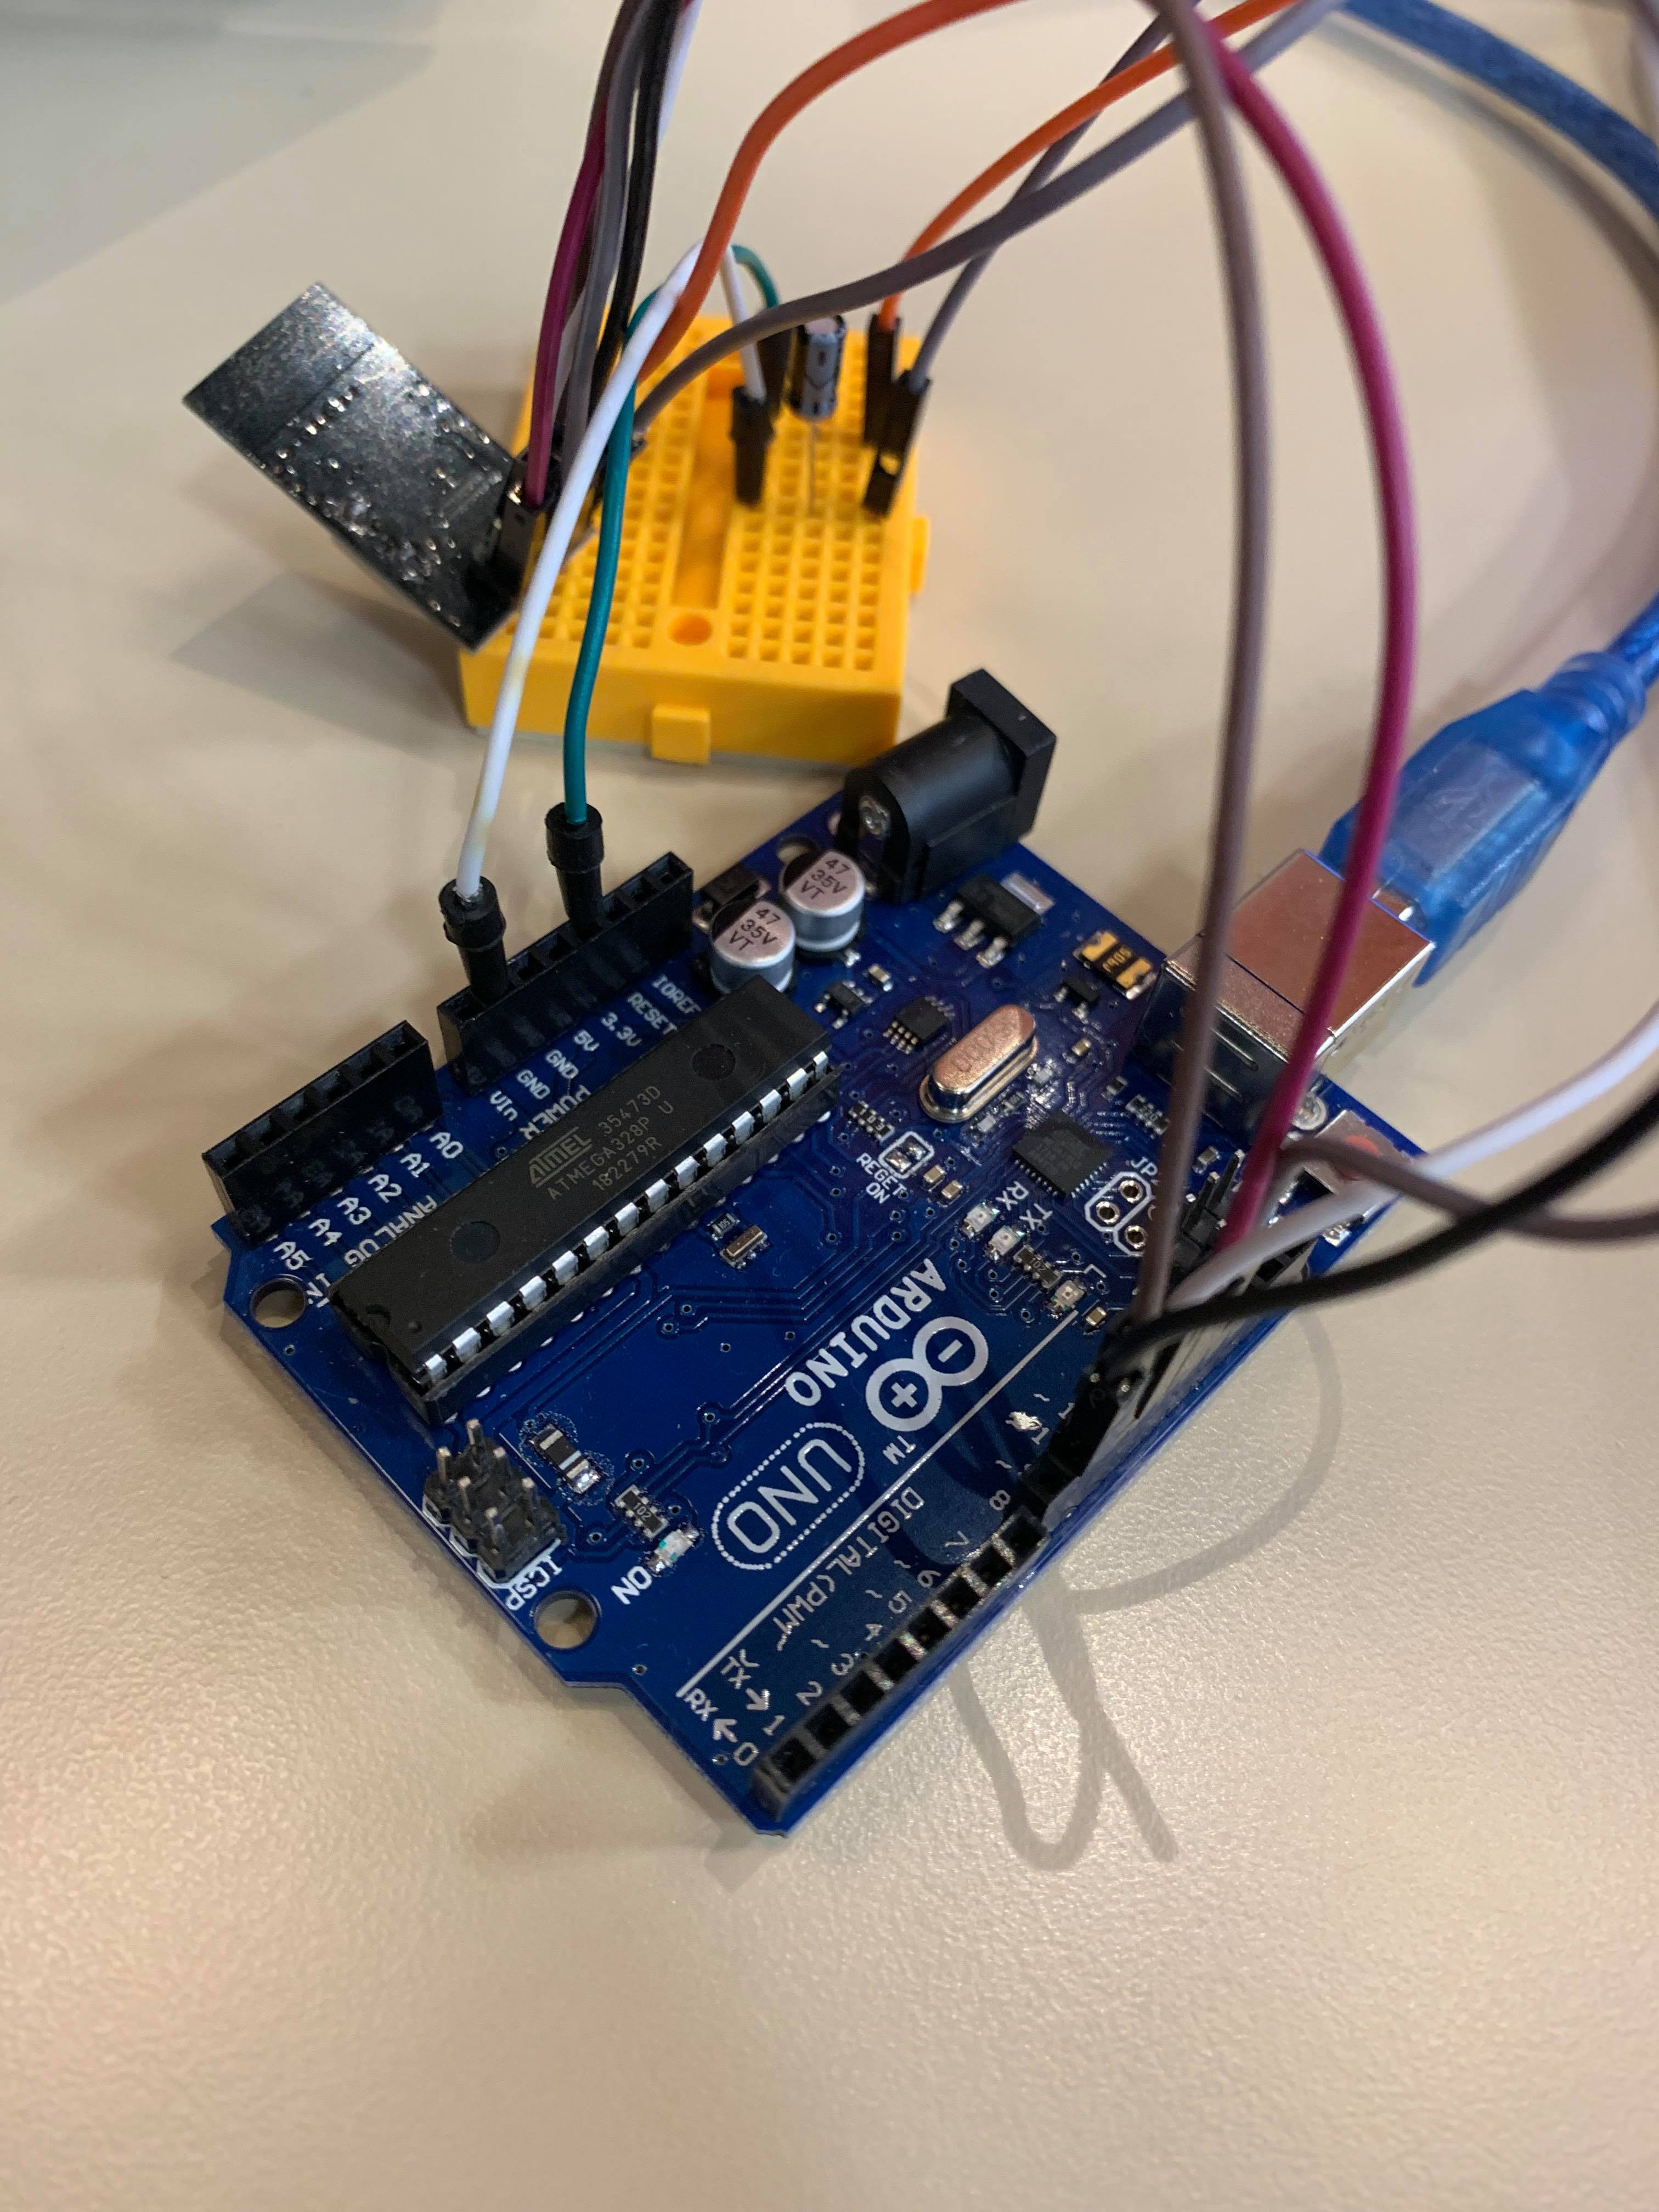 47
35V
VT
47
35V
VT
IOREF
RESET
3.3V
5V
GND
GND
Vin
POWER
A0
A1
A2
A3
A4
A5
ANALOG
ATMEL 35473D
ATMEGA328P U
182279R
RESET
ON
RX
TX
ARDUINO
TM
UNO
ICSP
ON
DIGITAL(PWM~
8
7
~6
~5
4
~3
2
TX→1
RX←0